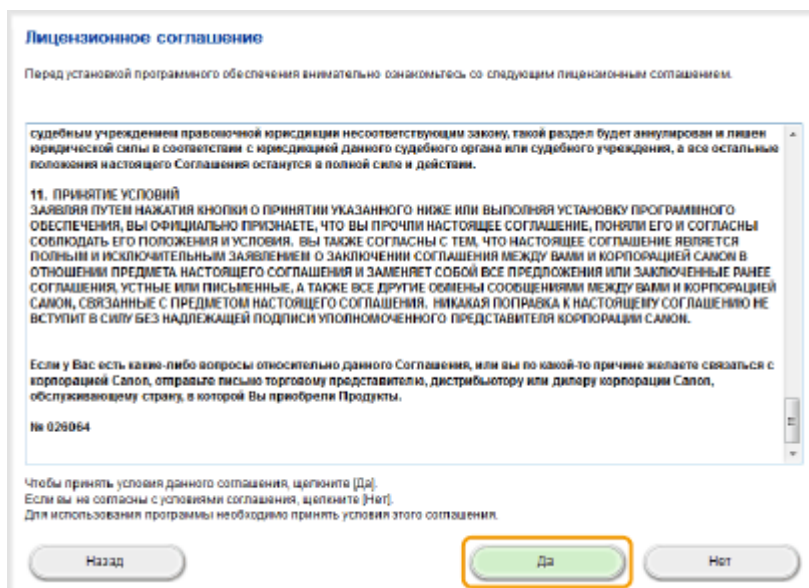 Лицензионное соглашение
Перед установкой программного обеспечения внимательно ознакомьтесь со следующим лицензионным соглашением.
судебным учреждением правомочной юрисдикции несоответствующим закону, такой раздел будет аннулирован и лишен
юридической силы в соответствии с юрисдикцией данного судебного органа или судебного учреждения, а все остальные
положения настоящего Соглашения останутся в полной силе и действии.
11. ПРИНЯТИЕ УСЛОВИЙ
ЗАЯВЛЯЯ ПУТЕМ НАЖАТИЯ КНОПКИ О ПРИНЯТИИ УКАЗАННОГО НИЖЕ ИЛИ ВЫПОЛНЯЯ УСТАНОВКУ ПРОГРАММНОГО
ОБЕСПЕЧЕНИЯ, ВЫ ОФИЦИАЛЬНО ПРИЗНАЕТЕ, ЧТО ВЫ ПРОЧЛИ НАСТОЯЩЕЕ СОГЛАШЕНИЕ, ПОНЯЛИ ЕГО И СОГЛАСНЫ
СОБЛЮДАТЬ ЕГО ПОЛОЖЕНИЯ И УСЛОВИЯ. ВЫ ТАКЖЕ СОГЛАСНЫ С ТЕМ, ЧТО НАСТОЯЩЕЕ СОГЛАШЕНИЕ ЯВЛЯЕТСЯ
ПОЛНЫМ И ИСКЛЮЧИТЕЛЬНЫМ ЗАЯВЛЕНИЕМ О ЗАКЛЮЧЕНИИ СОГЛАШЕНИЯ МЕЖДУ ВАМИ И КОРПОРАЦИЕЙ CANON В
ОТНОШЕНИИ ПРЕДМЕТА НАСТОЯЩЕГО СОГЛАШЕНИЯ И ЗАМЕНЯЕТ СОБОЙ ВСЕ ПРЕДЛОЖЕНИЯ ИЛИ ЗАКЛЮЧЕННЫЕ РАНЕЕ
СОГЛАШЕНИЯ, УСТНЫЕ ИЛИ ПИСЬМЕННЫЕ, А ТАКЖЕ ВСЕ ДРУГИЕ ОБМЕНЫ СООБЩЕНИЯМИ МЕЖДУ ВАМИ И КОРПОРАЦИЕЙ
CANON, СВЯЗАННЫЕ С ПРЕДМЕТОМ НАСТОЯЩЕГО СОГЛАШЕНИЯ. НИКАКАЯ ПОПРАВКА К НАСТОЯЩЕМУ СОГЛАШЕНИЮ НЕ
ВСТУПИТ В СИЛУ БЕЗ НАДЛЕЖАЩЕЙ ПОДПИСИ УПОЛНОМОЧЕННОГО ПРЕДСТАВИТЕЛЯ КОРПОРАЦИИ CANON.
Если у Вас есть какие-либо вопросы относительно данного Соглашения, или вы по какой-то причине желаете связаться с
корпорацией Canon, отправьте письмо торговому представителю, дистрибьютору или дилеру корпорации Canon,
обслуживающему страну, в которой Вы приобрели Продукты.
№ 026064
Чтобы принять условия данного соглашения, щелкните [Да].
Если вы не согласны с условиями соглашения, щелкните [Нет].
Для использования программы необходимо принять условия этого соглашения.
Назад Да Нет